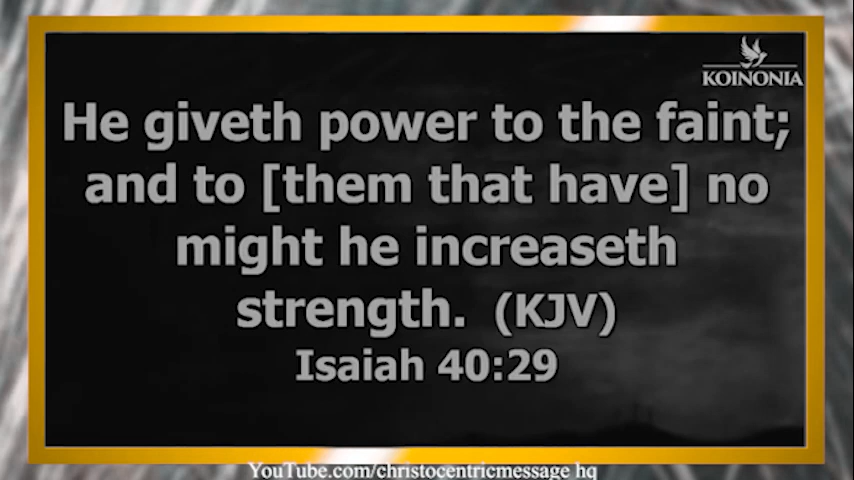 KOINONIA
He giveth power to the faint;
and to [them that have] no
might he increaseth
strength. (KJV)
Isaiah 40:29
YouTube.com/christocentricmessage hq